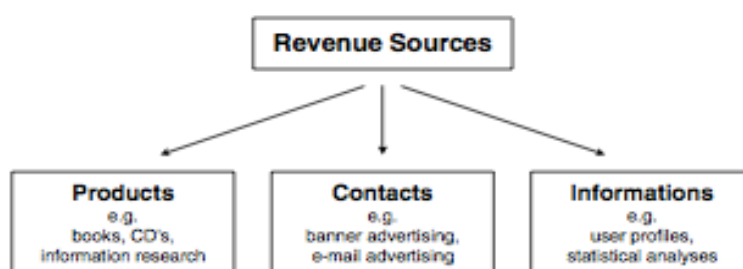 Revenue Sources
Products
e.g.
books, CD's,
information research
Contacts
e.g.
banner advertising,
e-mail advertising
Informations
e.g.
user profiles,
statistical analyses